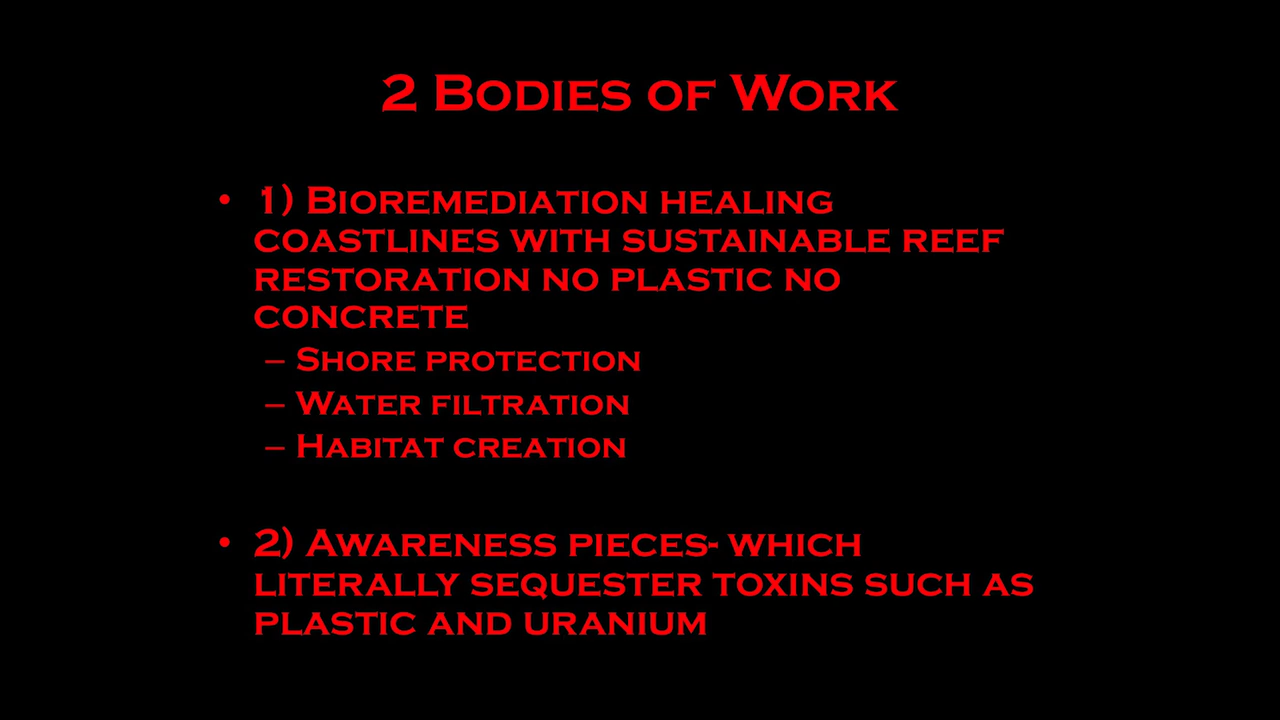 2 Bodies of Work
• 1) Bioremediation healing
coastlines with sustainable reef
restoration no plastic no
concrete
– Shore protection
– Water filtration
– Habitat creation
• 2) Awareness pieces- which
literally sequester toxins such as
plastic and uranium